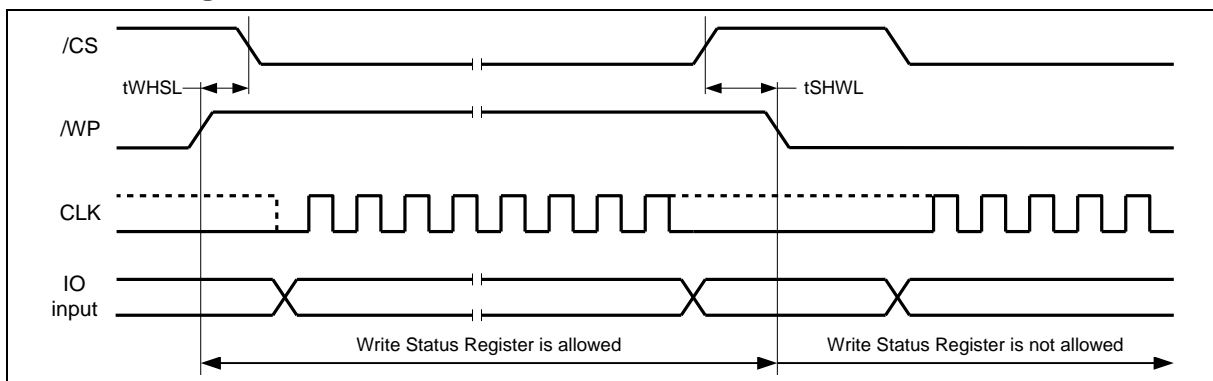 /CS
tWHSL
tSHWL
/WP
CLK
IO
input
Write Status Register is allowed
Write Status Register is not allowed